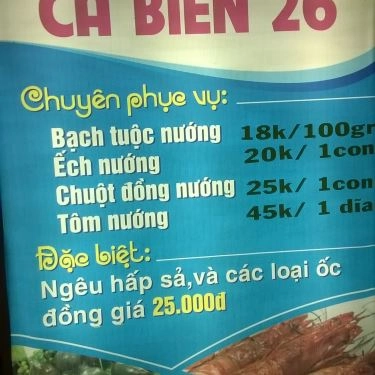 CÁ BIỂN 26
Chuyên phục vụ:
Bạch tuộc nướng 18k/100gr
Ếch nướng 20k/ 1con
Chuột đồng nướng 25k/ 1con
Tôm nướng 45k/ 1 dĩa
Đặc biệt:
Ngêu hấp sả,và các loại ốc
đồng giá 25.000đ